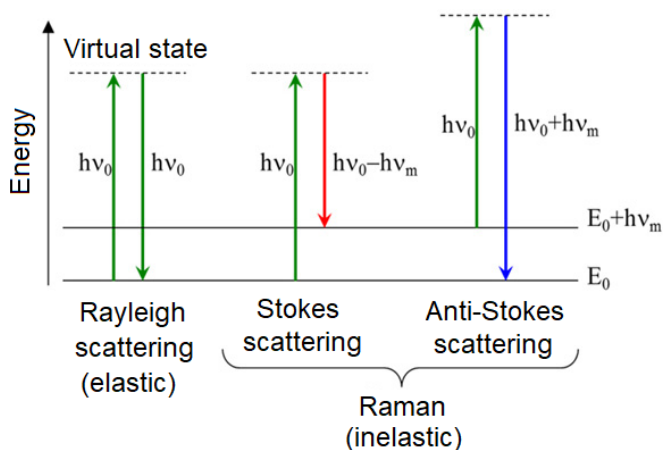 Energy
Virtual state
hν₀
hν₀
hν₀
hν₀–hνₘ
hν₀
hν₀+hνₘ
E₀+hνₘ
E₀
Rayleigh
scattering
(elastic)
Stokes
scattering
Anti-Stokes
scattering
Raman
(inelastic)